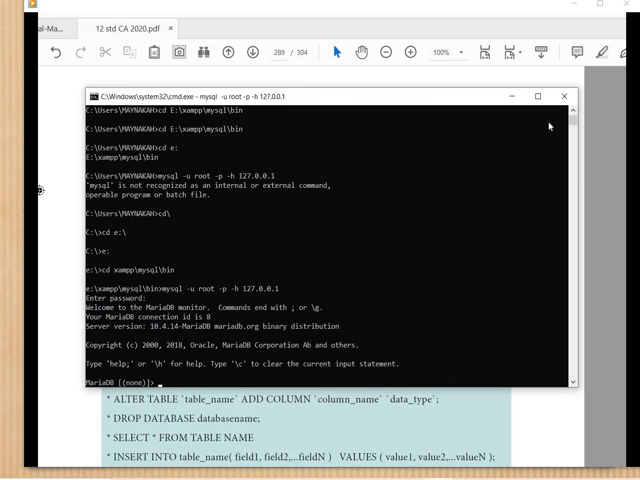 al-Ma...
12 std CA 2020.pdf ×
289 / 304
100%
C:\Windows\system32\cmd.exe - mysql -u root -p -h 127.0.0.1
C:\Users\MAYNAKAH>cd E:\xampp\mysql\bin
C:\Users\MAYNAKAH>cd E:\xampp\mysql\bin
C:\Users\MAYNAKAH>cd e:
E:\xampp\mysql\bin
C:\Users\MAYNAKAH>mysql -u root -p -h 127.0.0.1
'mysql' is not recognized as an internal or external command,
operable program or batch file.
C:\Users\MAYNAKAH>cd\
C:\>cd e:\
C:\>e:
e:\>cd xampp\mysql\bin
e:\xampp\mysql\bin>mysql -u root -p -h 127.0.0.1
Enter password:
Welcome to the MariaDB monitor.  Commands end with ; or \g.
Your MariaDB connection id is 8
Server version: 10.4.14-MariaDB mariadb.org binary distribution
Copyright (c) 2000, 2018, Oracle, MariaDB Corporation Ab and others.
Type 'help;' or '\h' for help. Type '\c' to clear the current input statement.
MariaDB [(none)]> _
* ALTER TABLE `table_name` ADD COLUMN `column_name` `data_type`;
* DROP DATABASE databasename;
* SELECT * FROM TABLE NAME
* INSERT INTO table_name( field1, field2,...fieldN )   VALUES ( value1, value2,...valueN );